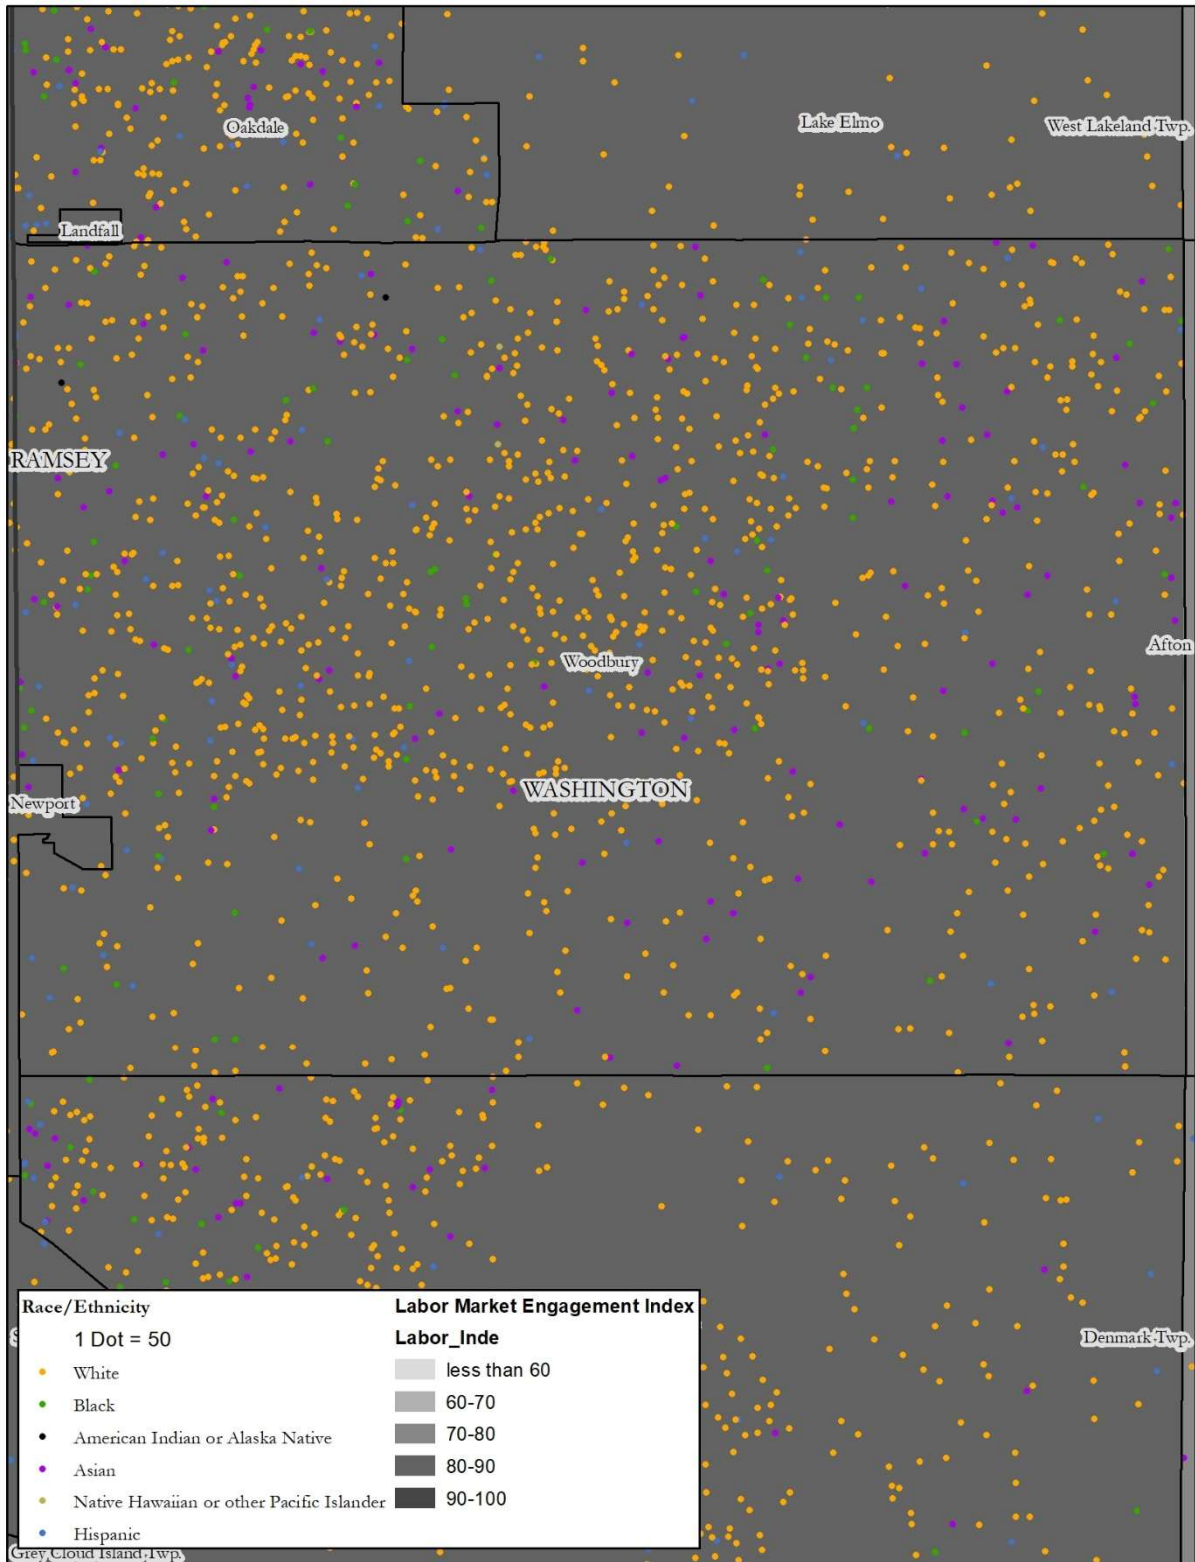 Oakdale
Lake Elmo
West Lakeland Twp.
Landfall
RAMSEY
Woodbury
Afton
WASHINGTON
Newport
Race/Ethnicity
1 Dot = 50
White
Black
American Indian or Alaska Native
Asian
Native Hawaiian or other Pacific Islander
Hispanic
Labor Market Engagement Index
Labor_Inde
less than 60
60-70
70-80
80-90
90-100
Denmark Twp.
Grey Cloud Island Twp.